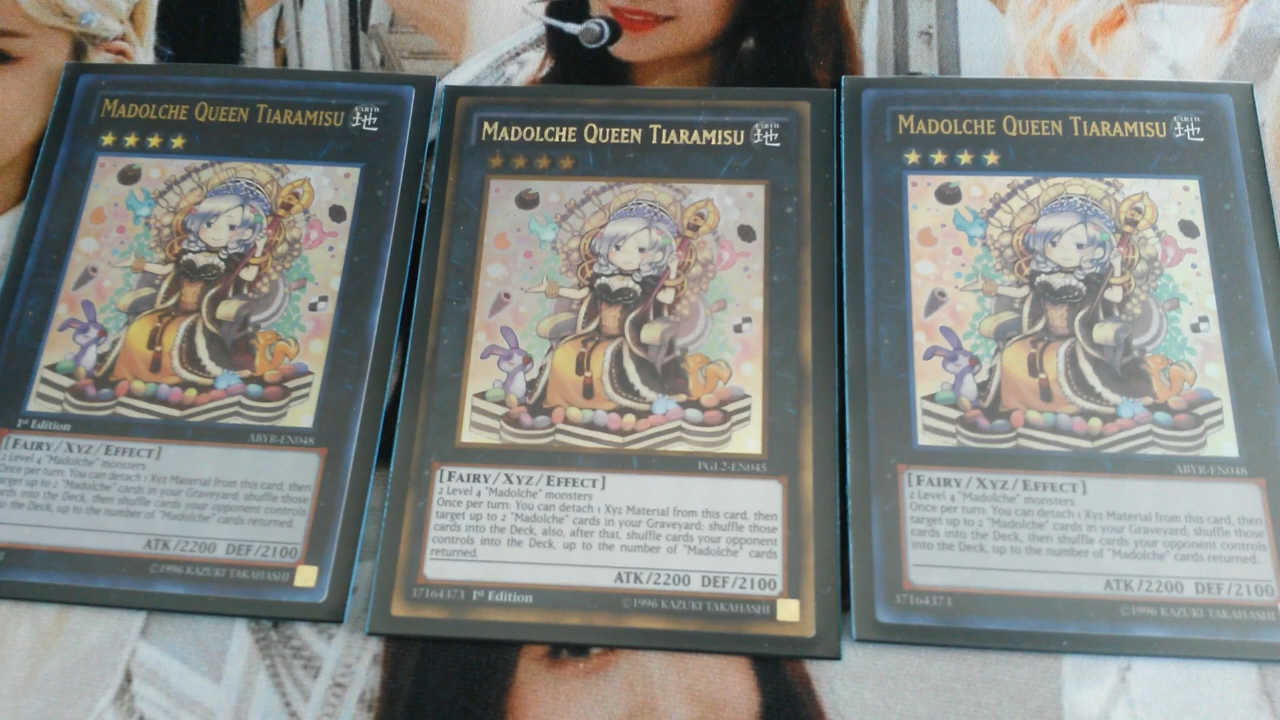 MADOLCHE QUEEN TIARAMISU
EARTH
地
1st Edition
ABYR-EN048
[FAIRY/XYZ/EFFECT]
2 Level 4 "Madolche" monsters
Once per turn: You can detach 1 Xyz Material from this card, then
target up to 2 "Madolche" cards in your Graveyard; shuffle those
cards into the Deck, then shuffle cards your opponent controls
to the Deck, up to the number of "Madolche" cards returned.
ATK/2200 DEF/2100
©1996 KAZUKI TAKAHASHI
MADOLCHE QUEEN TIARAMISU
EARTH
地
PGL2-EN045
[FAIRY/XYZ/EFFECT]
2 Level 4 "Madolche" monsters
Once per turn: You can detach 1 Xyz Material from this card, then
target up to 2 "Madolche" cards in your Graveyard; shuffle those
cards into the Deck, also, after that, shuffle cards your opponent
controls into the Deck, up to the number of "Madolche" cards
returned.
ATK/2200 DEF/2100
37164373 1st Edition
©1996 KAZUKI TAKAHASHI
MADOLCHE QUEEN TIARAMISU
EARTH
地
ABYR-EN048
[FAIRY/XYZ/EFFECT]
2 Level 4 "Madolche" monsters
Once per turn: You can detach 1 Xyz Material from this card, then
target up to 2 "Madolche" cards in your Graveyard; shuffle those
cards into the Deck, then shuffle cards your opponent controls
into the Deck, up to the number of "Madolche" cards returned.
ATK/2200 DEF/2100
37164373
©1996 KAZUKI TAKAHASHI